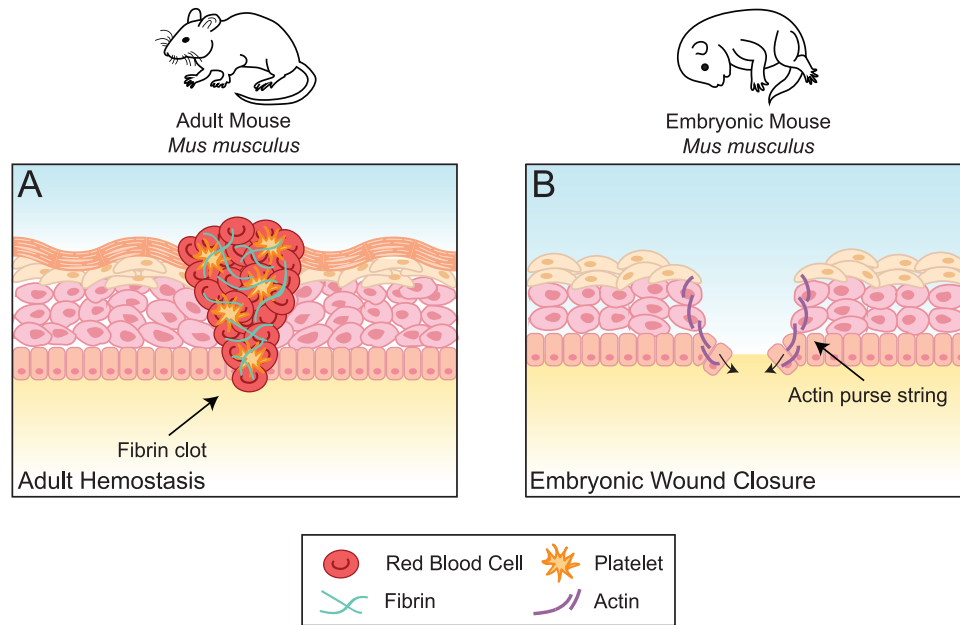 Adult Mouse
Mus musculus
Embryonic Mouse
Mus musculus
A
Fibrin clot
Adult Hemostasis
B
Actin purse string
Embryonic Wound Closure
Red Blood Cell
Platelet
Fibrin
Actin